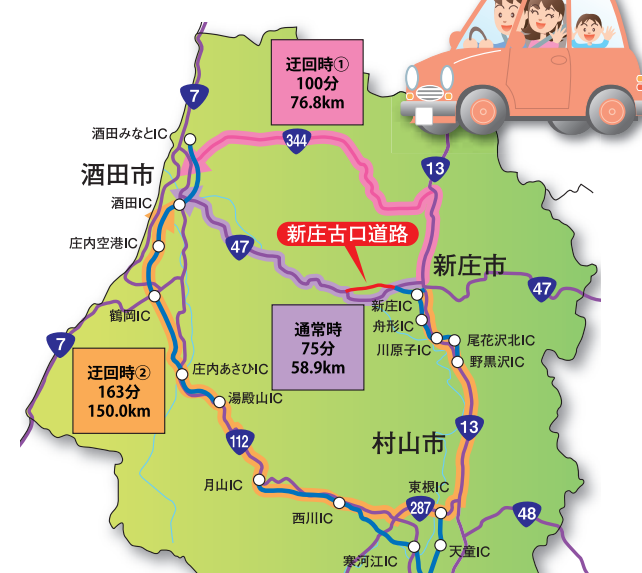 迂回時①
100分
76.8km
7
酒田みなとIC
344
13
酒田市
酒田IC
新庄古口道路
庄内空港IC
47
新庄市
47
新庄IC
鶴岡IC
舟形IC
通常時
75分
58.9km
川原子IC
尾花沢北IC
7
野黒沢IC
迂回時②
163分
150.0km
庄内あさひIC
湯殿山IC
13
112
村山市
月山IC
東根IC
287
西川IC
48
寒河江IC
天童IC